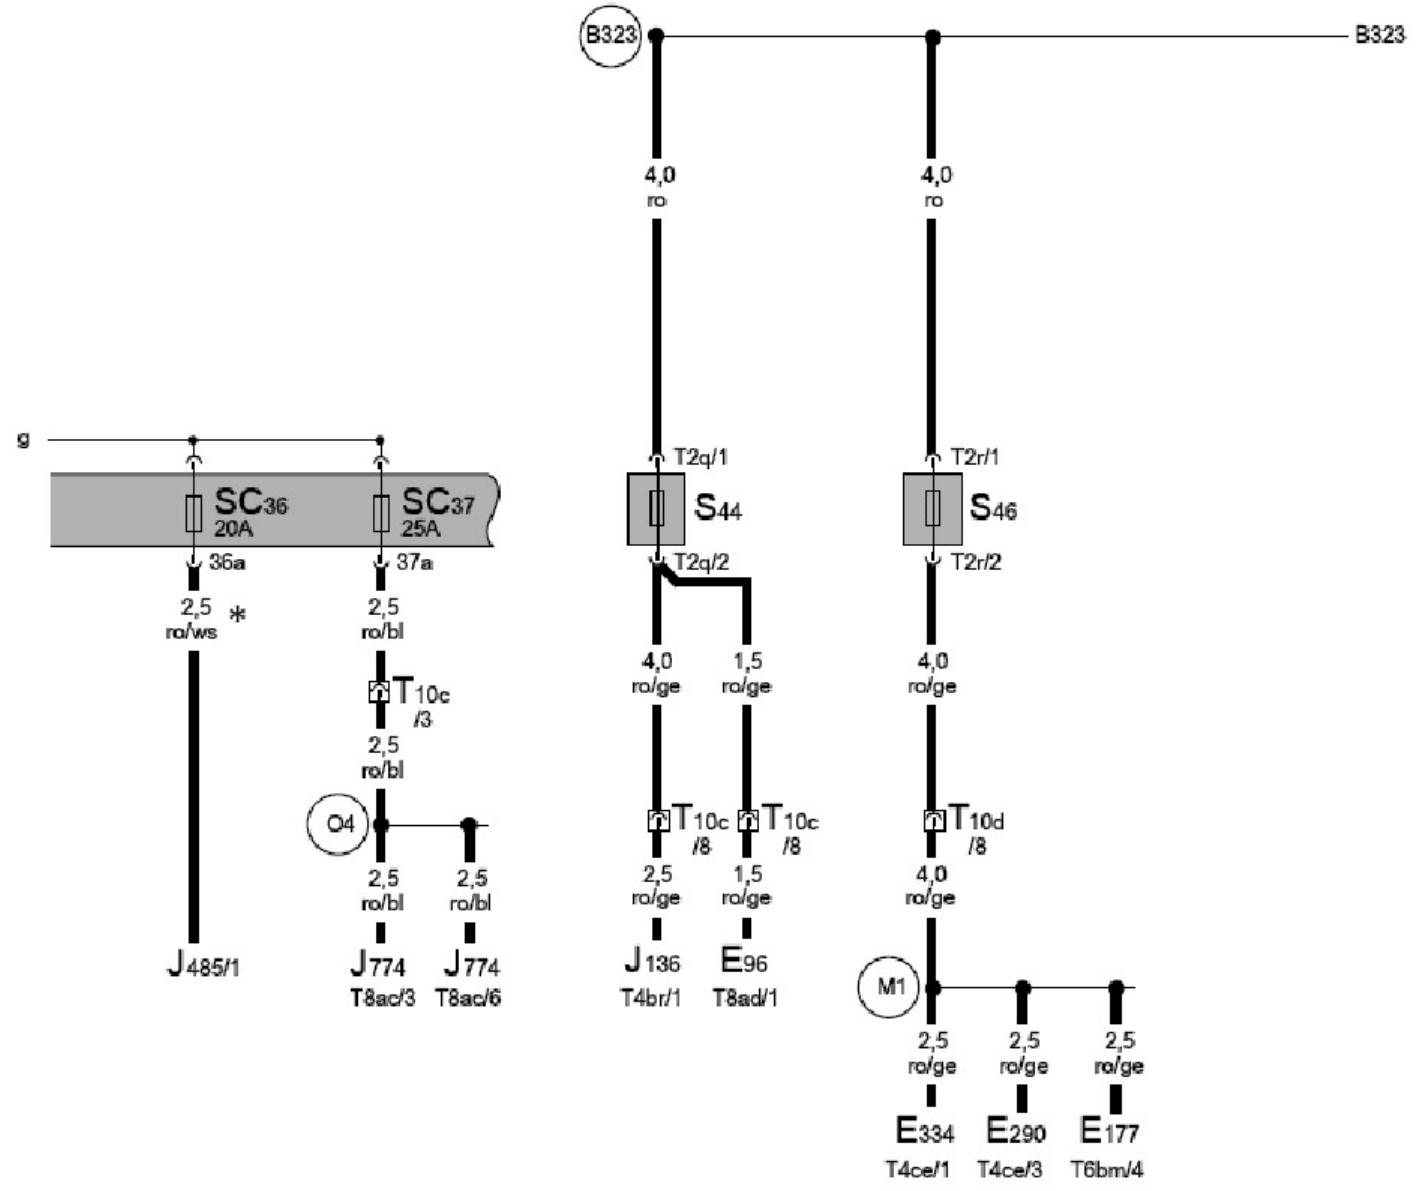 B323
B323
4,0
ro
4,0
ro
g
T2q/1
T2r/1
SC36
20A
SC37
25A
S44
S46
36a
37a
T2q/2
T2r/2
2,5
ro/ws
*
2,5
ro/bl
4,0
ro/ge
1,5
ro/ge
4,0
ro/ge
T10c
/3
2,5
ro/bl
O4
T10c
/8
T10c
/8
T10d
/8
2,5
ro/bl
2,5
ro/bl
2,5
ro/ge
1,5
ro/ge
4,0
ro/ge
J485/1
J774
T8ac/3
J774
T8ac/6
J136
T4br/1
E96
T8ad/1
M1
2,5
ro/ge
2,5
ro/ge
2,5
ro/ge
E334
T4ce/1
E290
T4ce/3
E177
T6bm/4